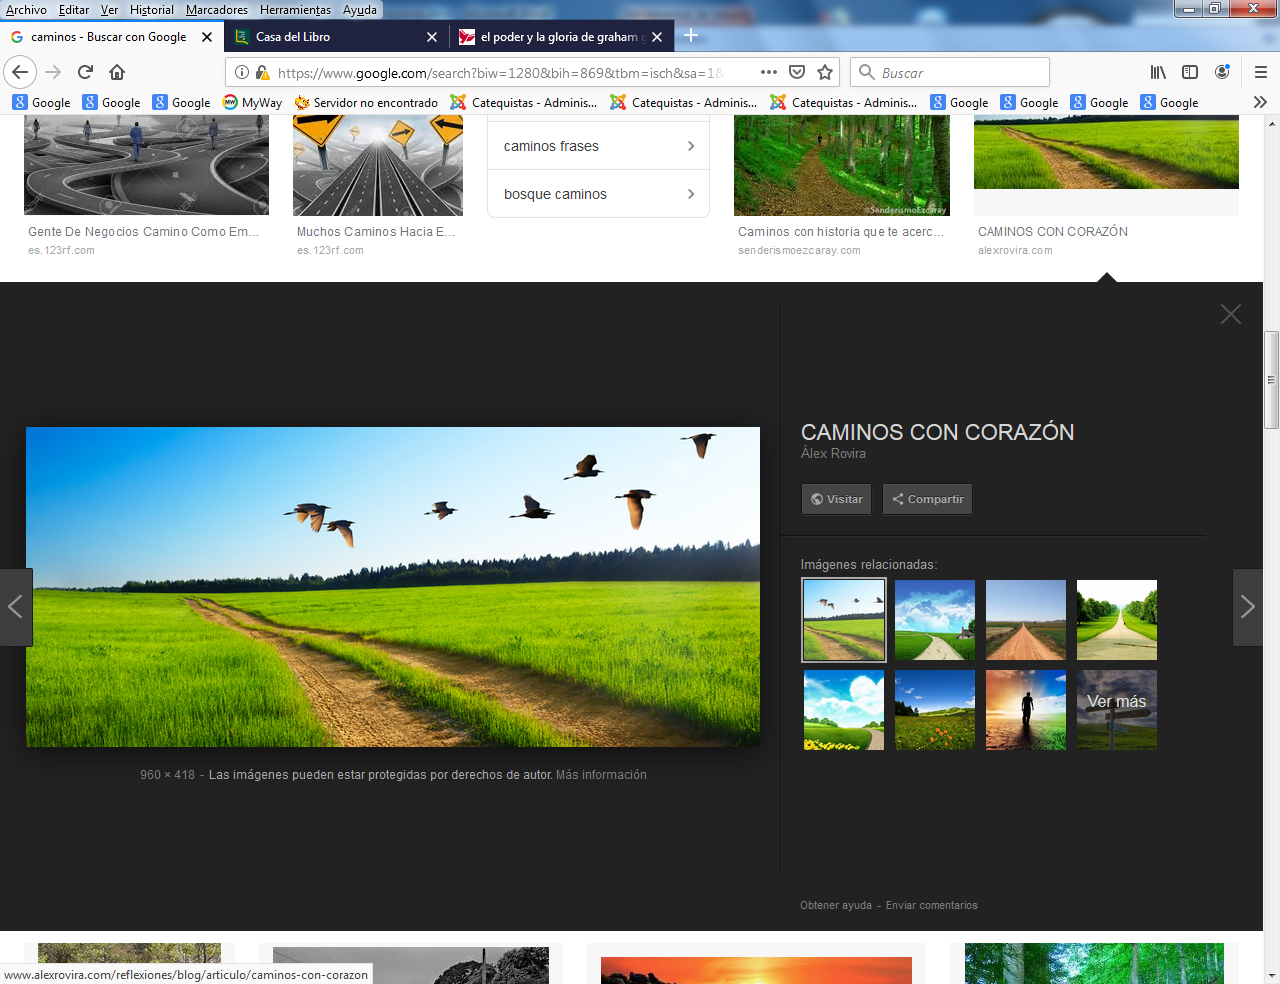 Archivo Editar Ver Historial Marcadores Herramientas Ayuda
caminos - Buscar con Google
Casa del Libro
el poder y la gloria de graham g
https://www.google.com/search?biw=1280&bih=869&tbm=isch&sa=1&
Buscar
Google
Google
Google
MyWay
Servidor no encontrado
Catequistas - Adminis...
Catequistas - Adminis...
Catequistas - Adminis...
Google
Google
Google
Google
caminos frases
bosque caminos
©SenderismoEzcaray
Gente De Negocios Camino Como Em...
es.123rf.com
Muchos Caminos Hacia E...
es.123rf.com
Caminos con historia que te acerc...
senderismoezcaray.com
CAMINOS CON CORAZÓN
alexrovira.com
CAMINOS CON CORAZÓN
Álex Rovira
Visitar
Compartir
Imágenes relacionadas:
Ver más
960 × 418 - Las imágenes pueden estar protegidas por derechos de autor. Más información
Obtener ayuda - Enviar comentarios
www.alexrovira.com/reflexiones/blog/articulo/caminos-con-corazon